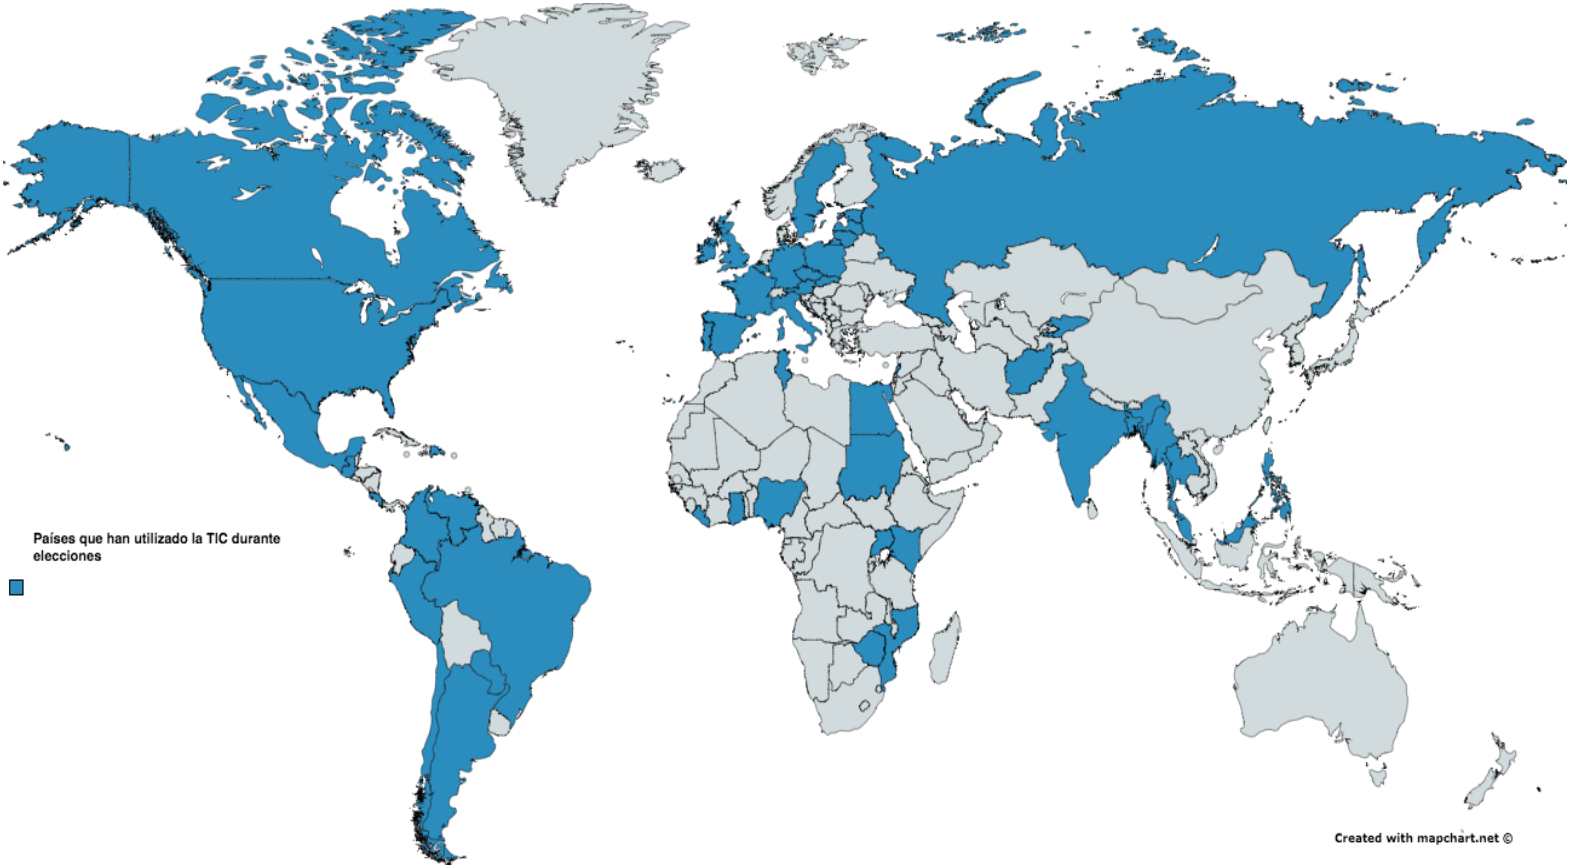 Países que han utilizado la TIC durante
elecciones
Created with mapchart.net ©